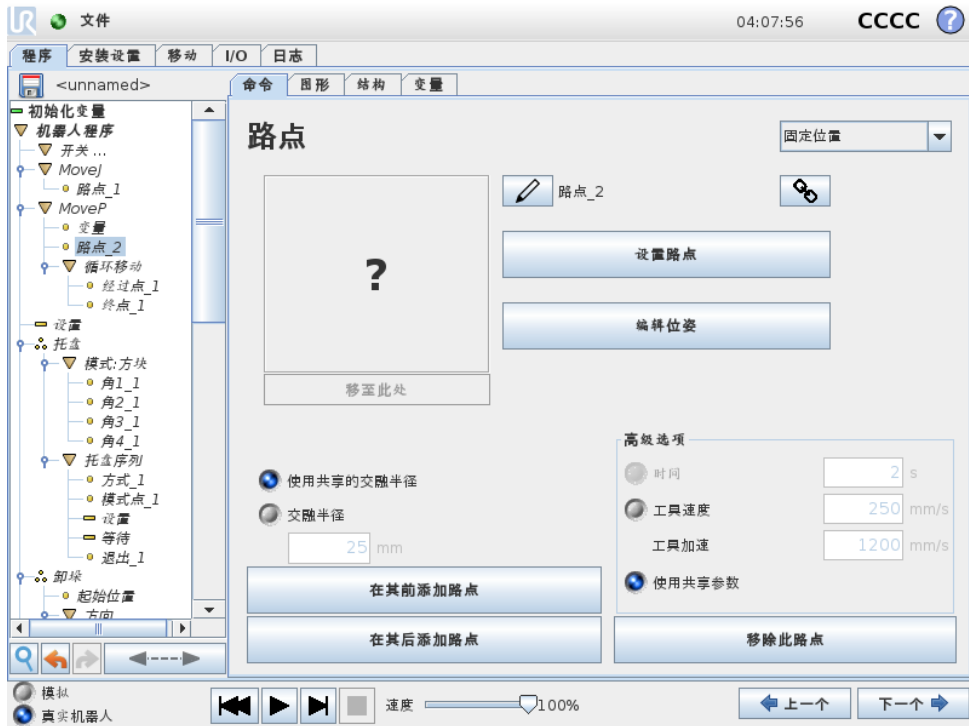 UR 文件 04:07:56 CCCC ?
程序 安装设置 移动 I/O 日志
<unnamed> 命令 图形 结构 变量
初始化变量
机器人程序
开关 ...
MoveJ
路点_1
MoveP
变量
路点_2
循环移动
经过点_1
终点_1
设置
托盘
模式:方块
角1_1
角2_1
角3_1
角4_1
托盘序列
方式_1
模式点_1
设置
等待
退出_1
卸垛
起始位置
方向
路点
固定位置
路点_2
?
设置路点
编辑位姿
移至此处
使用共享的交融半径
交融半径
25 mm
高级选项
时间 2 s
工具速度 250 mm/s
工具加速 1200 mm/s
使用共享参数
在其前添加路点
在其后添加路点
移除此路点
模拟
真实机器人
速度 100%
上一个 下一个